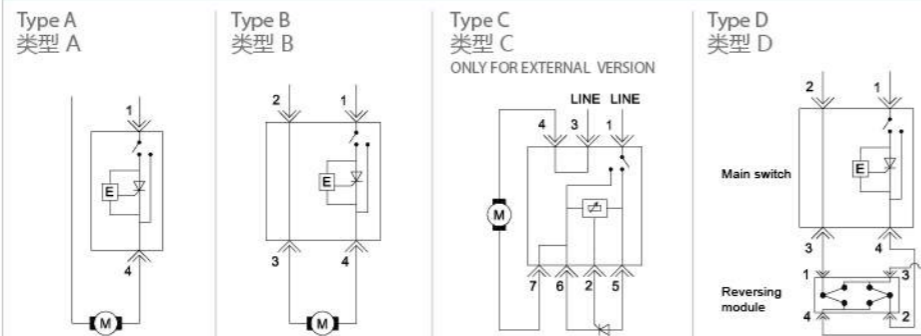 Type A
类型 A
1
E
4
M
Type B
类型 B
2 1
E
3 4
M
Type C
类型 C
ONLY FOR EXTERNAL VERSION
LINE LINE
4 3 1
M
7 6 2 5
Type D
类型 D
2 1
Main switch
E
3 4
1 3
Reversing
module
4 2